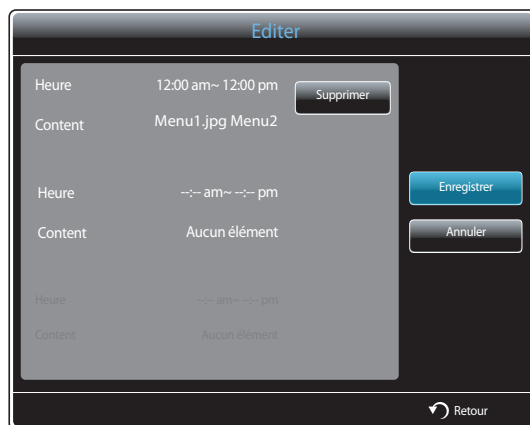 Editer
Heure 12:00 am~ 12:00 pm Supprimer
Content Menu1.jpg Menu2
Heure --:-- am~ --:-- pm Enregistrer
Content Aucun élément Annuler
Heure --:-- am~ --:-- pm
Content Aucun élément
Retour